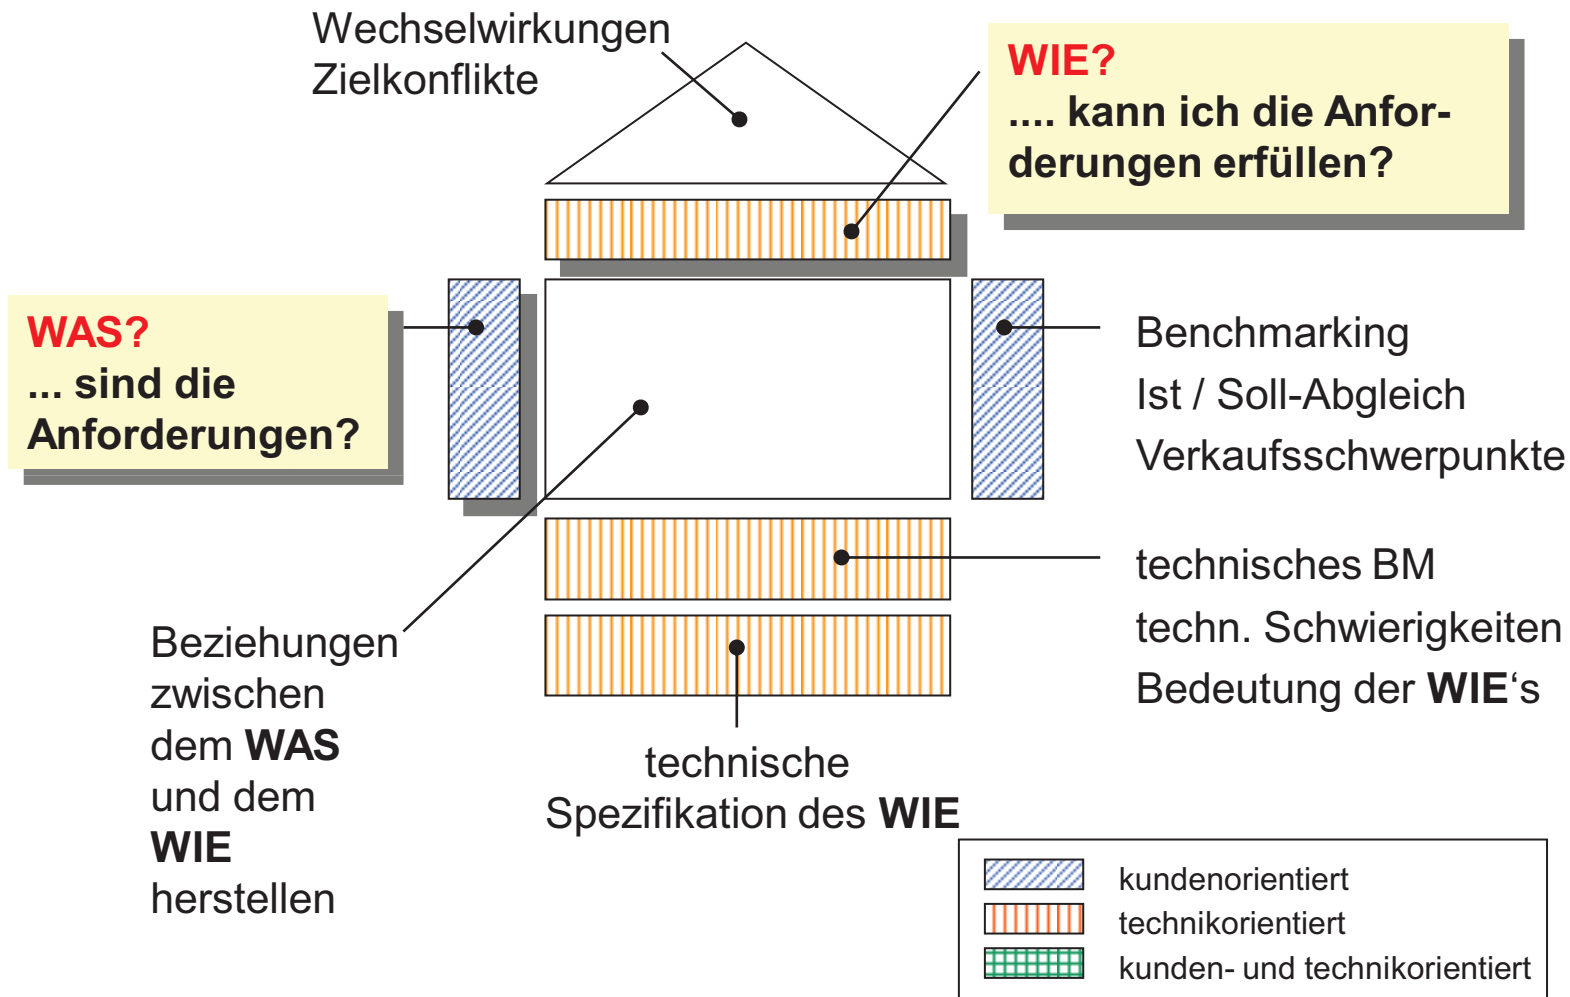 Wechselwirkungen
Zielkonflikte
WIE?
.... kann ich die Anfor-
derungen erfüllen?
WAS?
... sind die
Anforderungen?
Benchmarking
Ist / Soll-Abgleich
Verkaufsschwerpunkte
technisches BM
techn. Schwierigkeiten
Bedeutung der WIE‘s
Beziehungen
zwischen
dem WAS
und dem
WIE
herstellen
technische
Spezifikation des WIE
kundenorientiert
technikorientiert
kunden- und technikorientiert